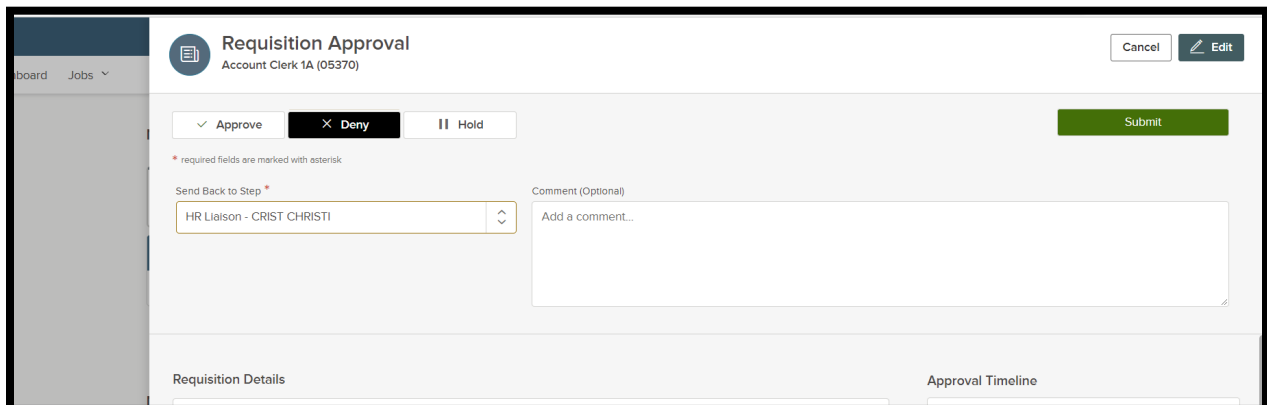 Requisition Approval
Account Clerk 1A (05370)
Cancel
Edit
Jobs
Approve
Deny
Hold
Submit
* required fields are marked with asterisk
Send Back to Step *
Comment (Optional)
HR Liaison - CRIST CHRISTI
Add a comment...
Requisition Details
Approval Timeline